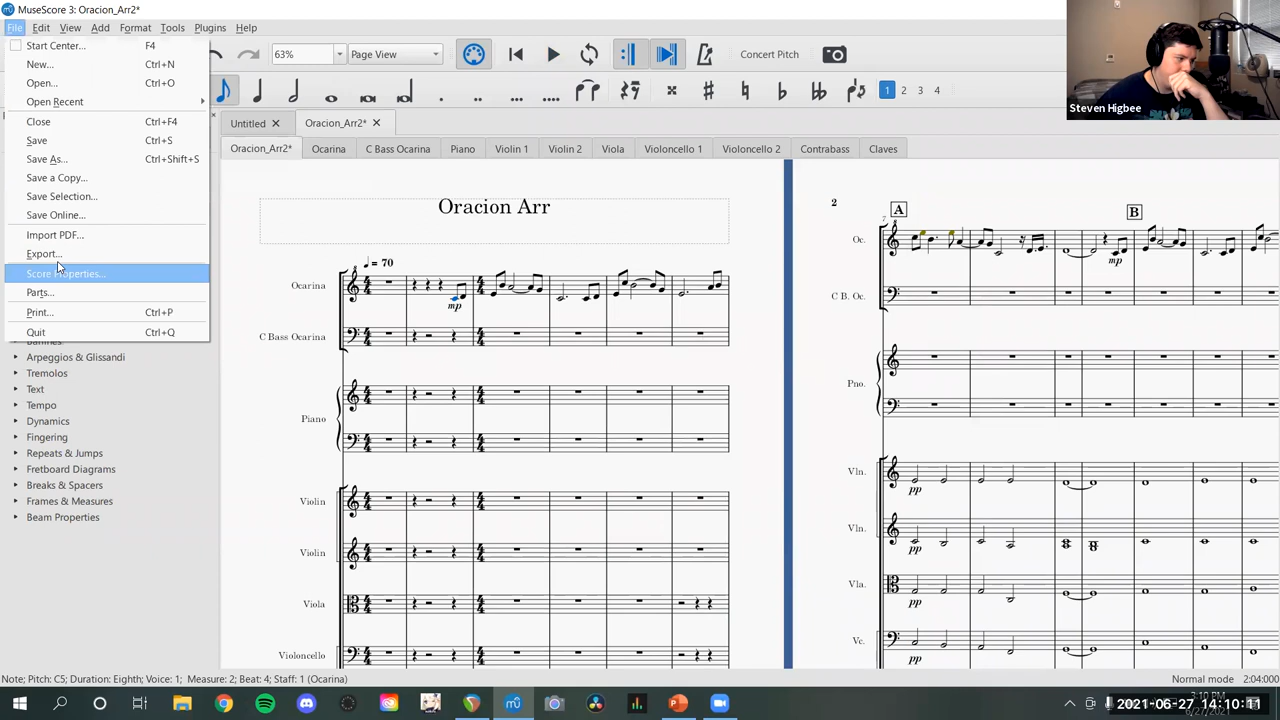 MuseScore 3: Oracion_Arr2*
File Edit View Add Format Tools Plugins Help
63% Page View Concert Pitch
1 2 3 4
Start Center... F4
New... Ctrl+N
Open... Ctrl+O
Open Recent
Close Ctrl+F4
Save Ctrl+S
Save As... Ctrl+Shift+S
Save a Copy...
Save Selection...
Save Online...
Import PDF...
Export...
Score Properties...
Parts...
Print... Ctrl+P
Quit Ctrl+Q
Arpeggios & Glissandi
Tremolos
Text
Tempo
Dynamics
Fingering
Repeats & Jumps
Fretboard Diagrams
Breaks & Spacers
Frames & Measures
Beam Properties
Untitled Oracion_Arr2*
Oracion_Arr2* Ocarina C Bass Ocarina Piano Violin 1 Violin 2 Viola Violoncello 1 Violoncello 2 Contrabass Claves
Oracion Arr
= 70
Ocarina
mp
C Bass Ocarina
Piano
Violin
Violin
Viola
Violoncello
2
7
A B
Oc.
mp
C B. Oc.
Pno.
Vln.
pp
Vln.
pp
Vla.
pp
Vc.
pp
Steven Higbee
Note; Pitch: C5; Duration: Eighth; Voice: 1; Measure: 2; Beat: 4; Staff: 1 (Ocarina)
Normal mode 2:04:000
3:10 PM
6/27/2021
2021-06-27 14:10:11